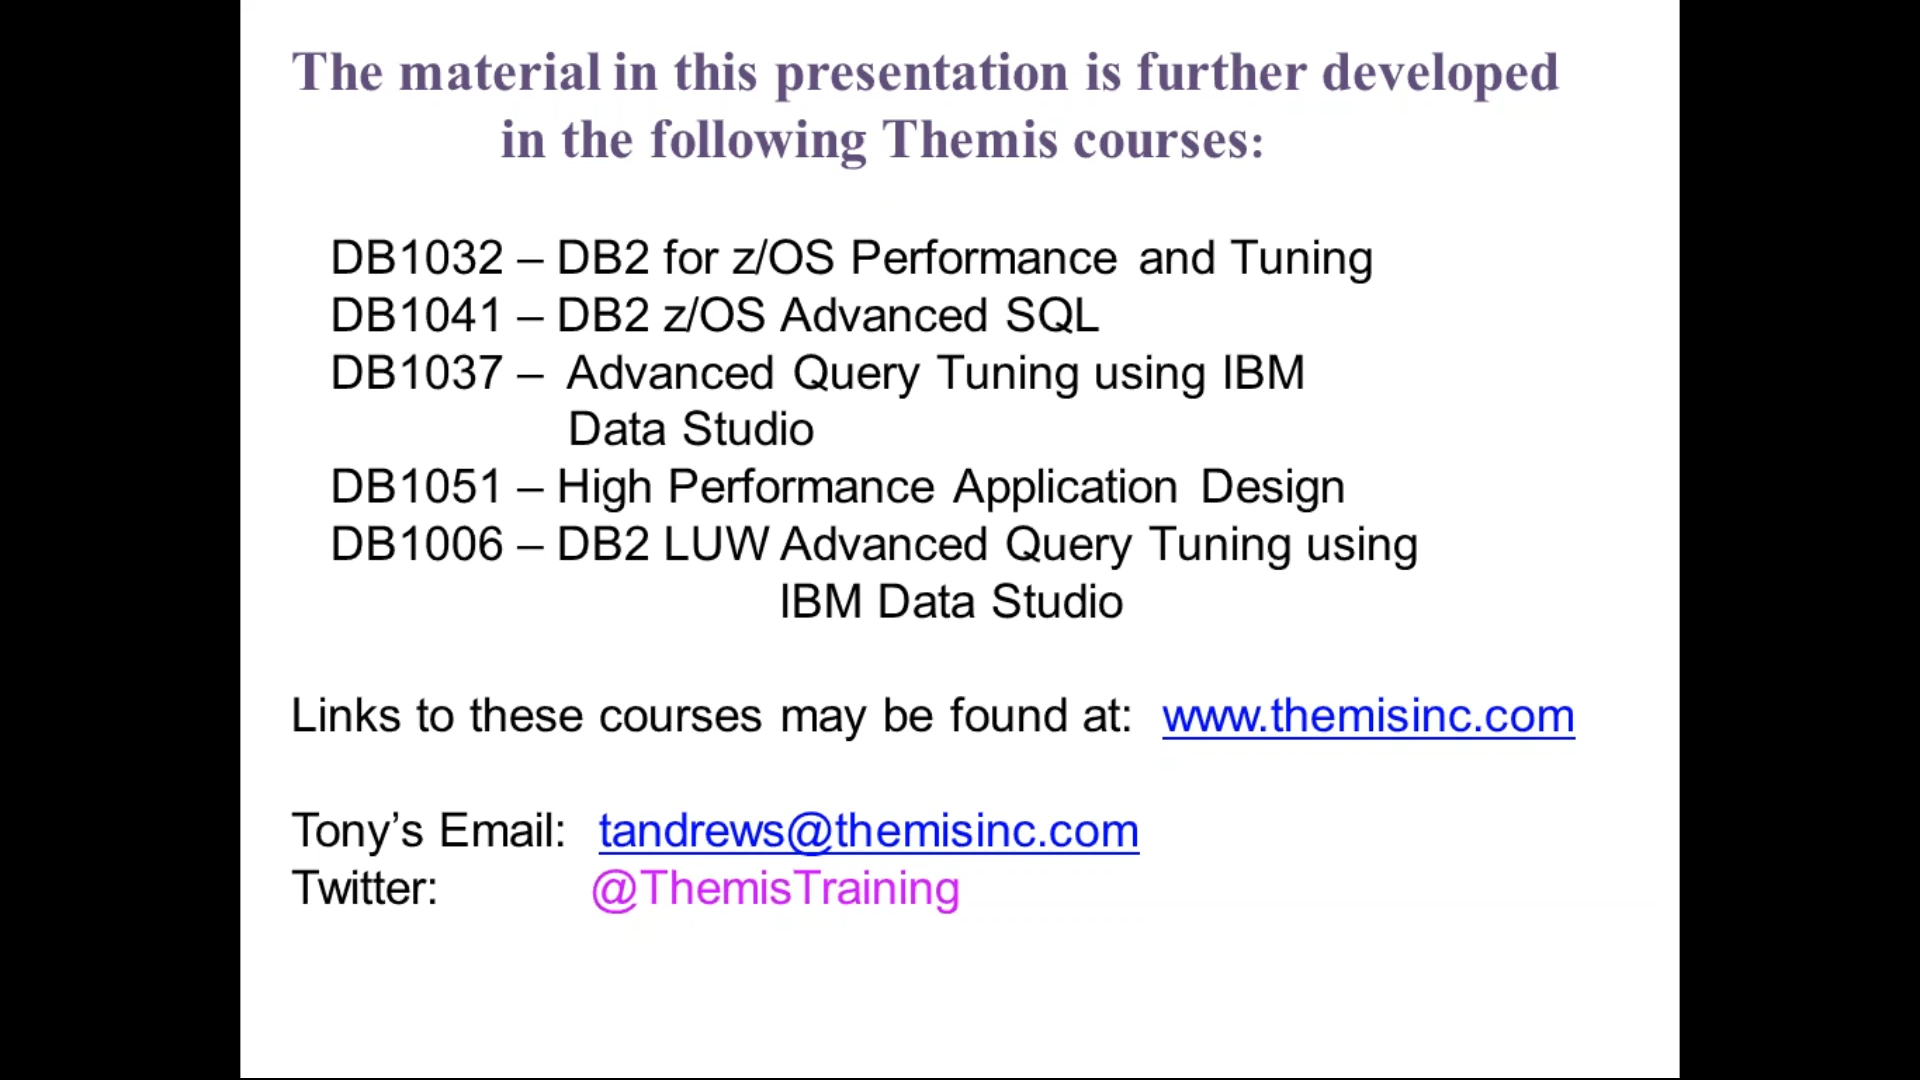 The material in this presentation is further developed
in the following Themis courses:
DB1032 – DB2 for z/OS Performance and Tuning
DB1041 – DB2 z/OS Advanced SQL
DB1037 – Advanced Query Tuning using IBM
Data Studio
DB1051 – High Performance Application Design
DB1006 – DB2 LUW Advanced Query Tuning using
IBM Data Studio
Links to these courses may be found at: www.themisinc.com
Tony’s Email: tandrews@themisinc.com
Twitter: @ThemisTraining